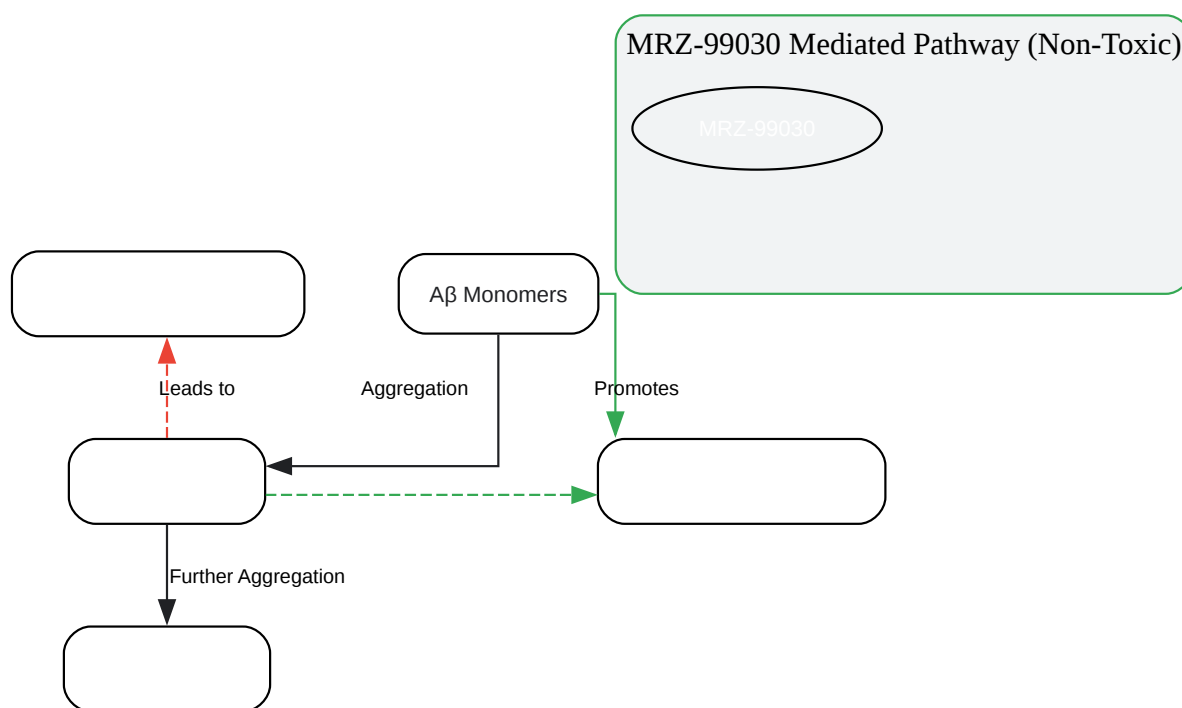 MRZ-99030 Mediated Pathway (Non-Toxic)
MRZ-99030
Aβ Monomers
Leads to
Aggregation
Promotes
Further Aggregation